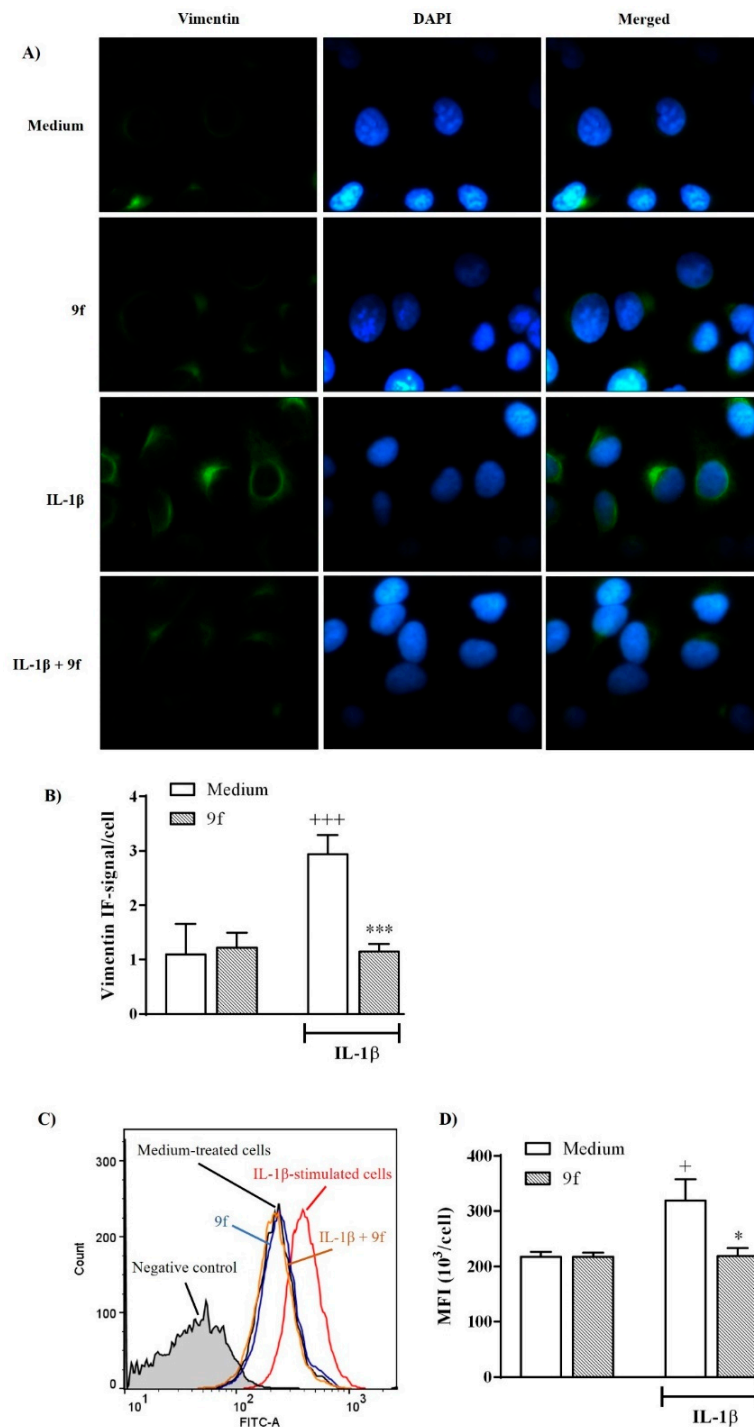 Vimentin DAPI Merged
A)
Medium
9f
IL-1β
IL-1β + 9f
B)
Medium
9f
Vimentin IF-signal/cell
4
3
2
1
0
+++
***
IL-1β
C)
Medium-treated cells
IL-1β-stimulated cells
9f
IL-1β + 9f
Negative control
Count
300
200
100
0
10¹ 10² 10³
FITC-A
D)
Medium
9f
MFI (10³/cell)
400
300
200
100
0
+
*
IL-1β